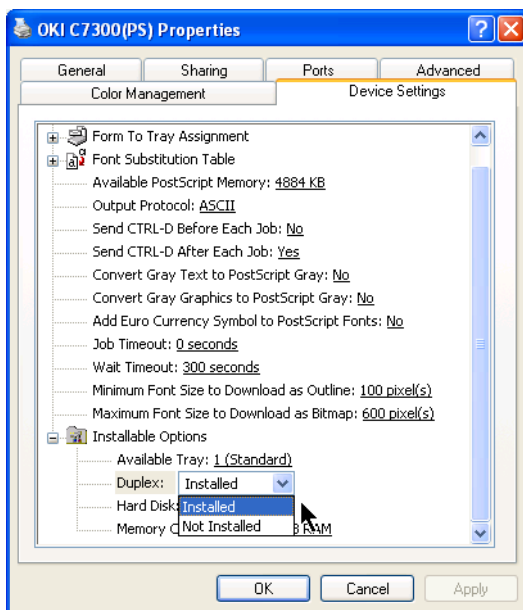 OKI C7300(PS) Properties
General Sharing Ports Advanced
Color Management Device Settings
Form To Tray Assignment
Font Substitution Table
Available PostScript Memory: 4884 KB
Output Protocol: ASCII
Send CTRL-D Before Each Job: No
Send CTRL-D After Each Job: Yes
Convert Gray Text to PostScript Gray: No
Convert Gray Graphics to PostScript Gray: No
Add Euro Currency Symbol to PostScript Fonts: No
Job Timeout: 0 seconds
Wait Timeout: 300 seconds
Minimum Font Size to Download as Outline: 100 pixel(s)
Maximum Font Size to Download as Bitmap: 600 pixel(s)
Installable Options
Available Tray: 1 (Standard)
Duplex: Installed
Hard Disk: Installed
Memory Not Installed RAM
OK Cancel Apply